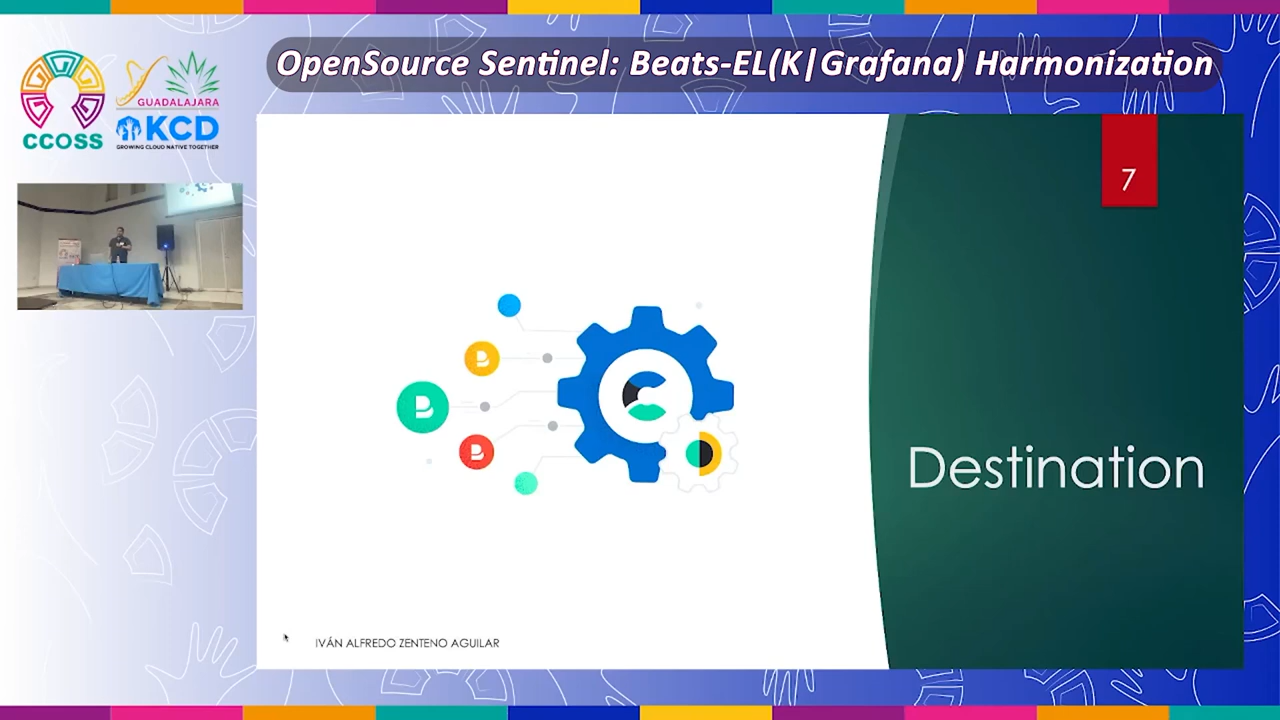 OpenSource Sentinel: Beats-EL(K|Grafana) Harmonization
CCOSS
GUADALAJARA
KCD
GROWING CLOUD NATIVE TOGETHER
7
Destination
IVÁN ALFREDO ZENTENO AGUILAR